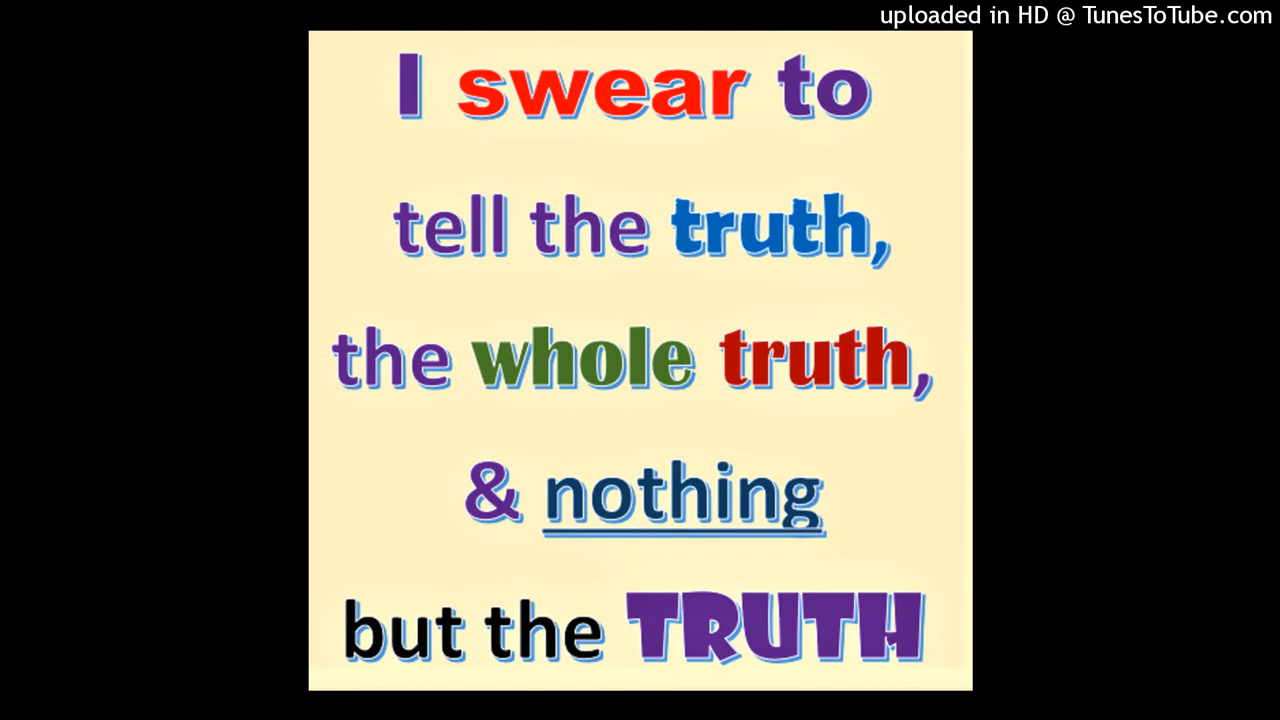 uploaded in HD @ TunesToTube.com
I swear to
tell the truth,
the whole truth,
& nothing
but the TRUTH